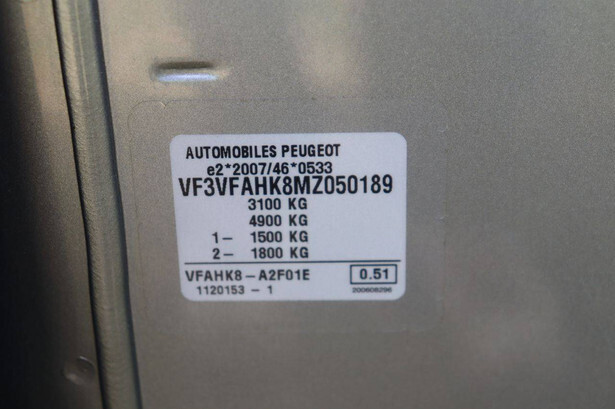 AUTOMOBILES PEUGEOT
e2*2007/46*0533
VF3VFAHK8MZ050189
3100 KG
4900 KG
1- 1500 KG
2- 1800 KG
VFAHK8-A2F01E 0.51
1120153 - 1 200608296